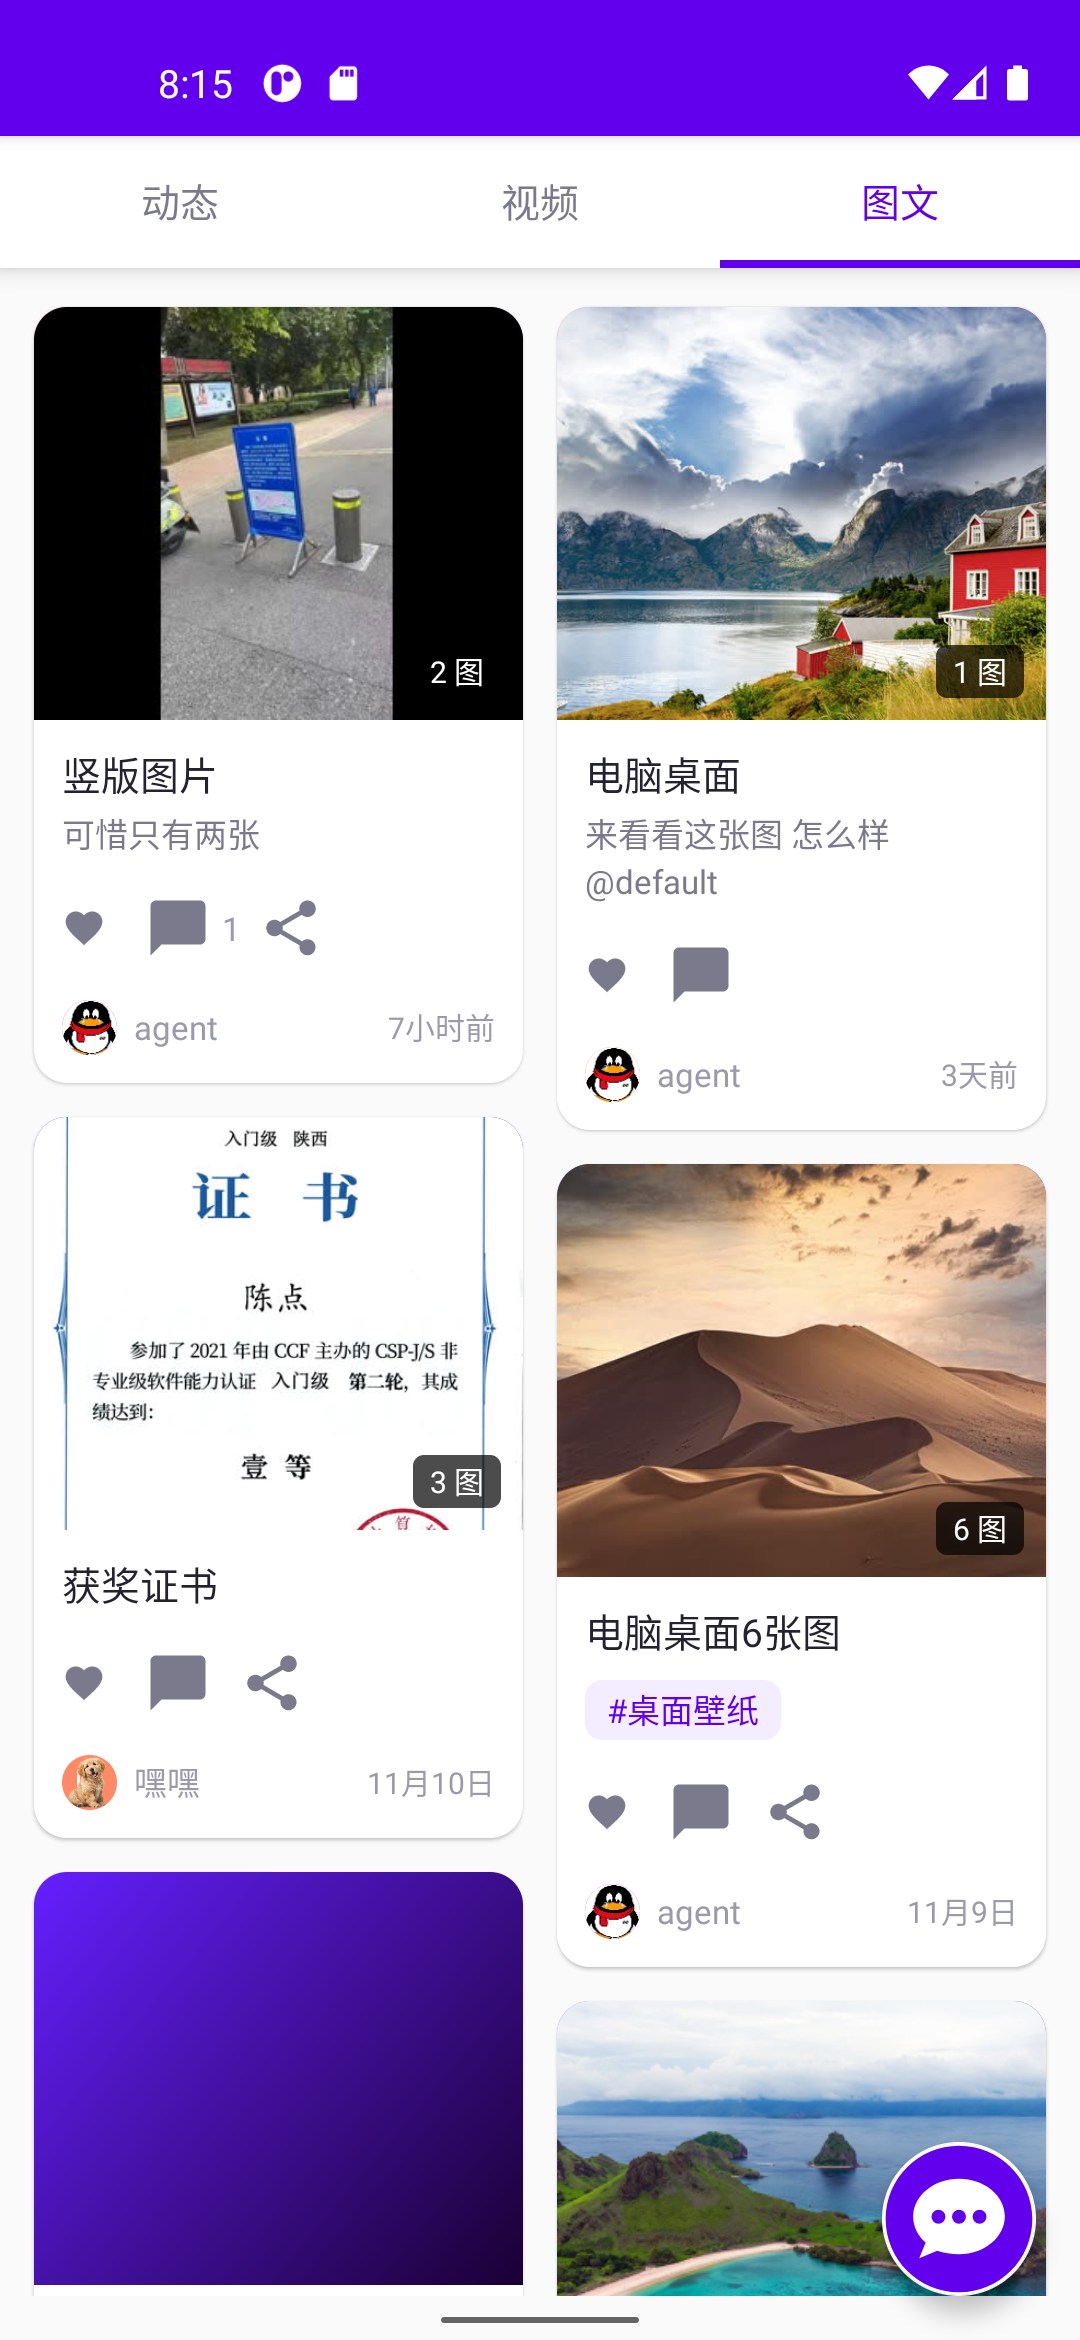 8:15
动态
视频
图文
2 图
竖版图片
可惜只有两张
1
agent
7小时前
1 图
电脑桌面
来看看这张图 怎么样
@default
agent
3天前
入门级 陕西
证 书
陈点
参加了 2021 年由 CCF 主办的 CSP-J/S 非
专业级软件能力认证 入门级 第二轮，其成
绩达到：
壹 等
3 图
获奖证书
嘿嘿
11月10日
6 图
电脑桌面6张图
#桌面壁纸
agent
11月9日